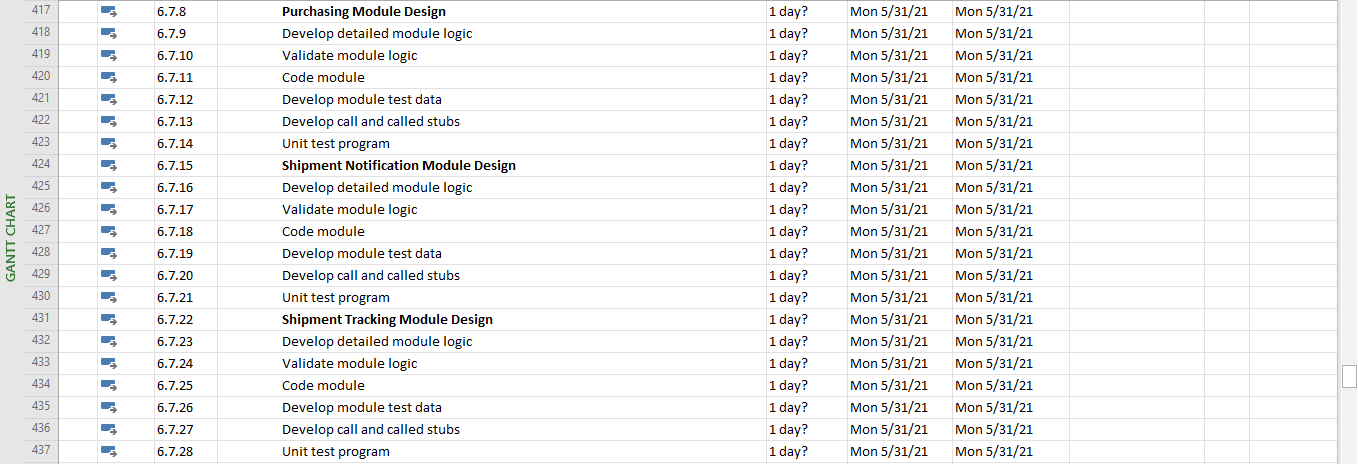 GANTT CHART
417 6.7.8 Purchasing Module Design 1 day? Mon 5/31/21 Mon 5/31/21
418 6.7.9 Develop detailed module logic 1 day? Mon 5/31/21 Mon 5/31/21
419 6.7.10 Validate module logic 1 day? Mon 5/31/21 Mon 5/31/21
420 6.7.11 Code module 1 day? Mon 5/31/21 Mon 5/31/21
421 6.7.12 Develop module test data 1 day? Mon 5/31/21 Mon 5/31/21
422 6.7.13 Develop call and called stubs 1 day? Mon 5/31/21 Mon 5/31/21
423 6.7.14 Unit test program 1 day? Mon 5/31/21 Mon 5/31/21
424 6.7.15 Shipment Notification Module Design 1 day? Mon 5/31/21 Mon 5/31/21
425 6.7.16 Develop detailed module logic 1 day? Mon 5/31/21 Mon 5/31/21
426 6.7.17 Validate module logic 1 day? Mon 5/31/21 Mon 5/31/21
427 6.7.18 Code module 1 day? Mon 5/31/21 Mon 5/31/21
428 6.7.19 Develop module test data 1 day? Mon 5/31/21 Mon 5/31/21
429 6.7.20 Develop call and called stubs 1 day? Mon 5/31/21 Mon 5/31/21
430 6.7.21 Unit test program 1 day? Mon 5/31/21 Mon 5/31/21
431 6.7.22 Shipment Tracking Module Design 1 day? Mon 5/31/21 Mon 5/31/21
432 6.7.23 Develop detailed module logic 1 day? Mon 5/31/21 Mon 5/31/21
433 6.7.24 Validate module logic 1 day? Mon 5/31/21 Mon 5/31/21
434 6.7.25 Code module 1 day? Mon 5/31/21 Mon 5/31/21
435 6.7.26 Develop module test data 1 day? Mon 5/31/21 Mon 5/31/21
436 6.7.27 Develop call and called stubs 1 day? Mon 5/31/21 Mon 5/31/21
437 6.7.28 Unit test program 1 day? Mon 5/31/21 Mon 5/31/21